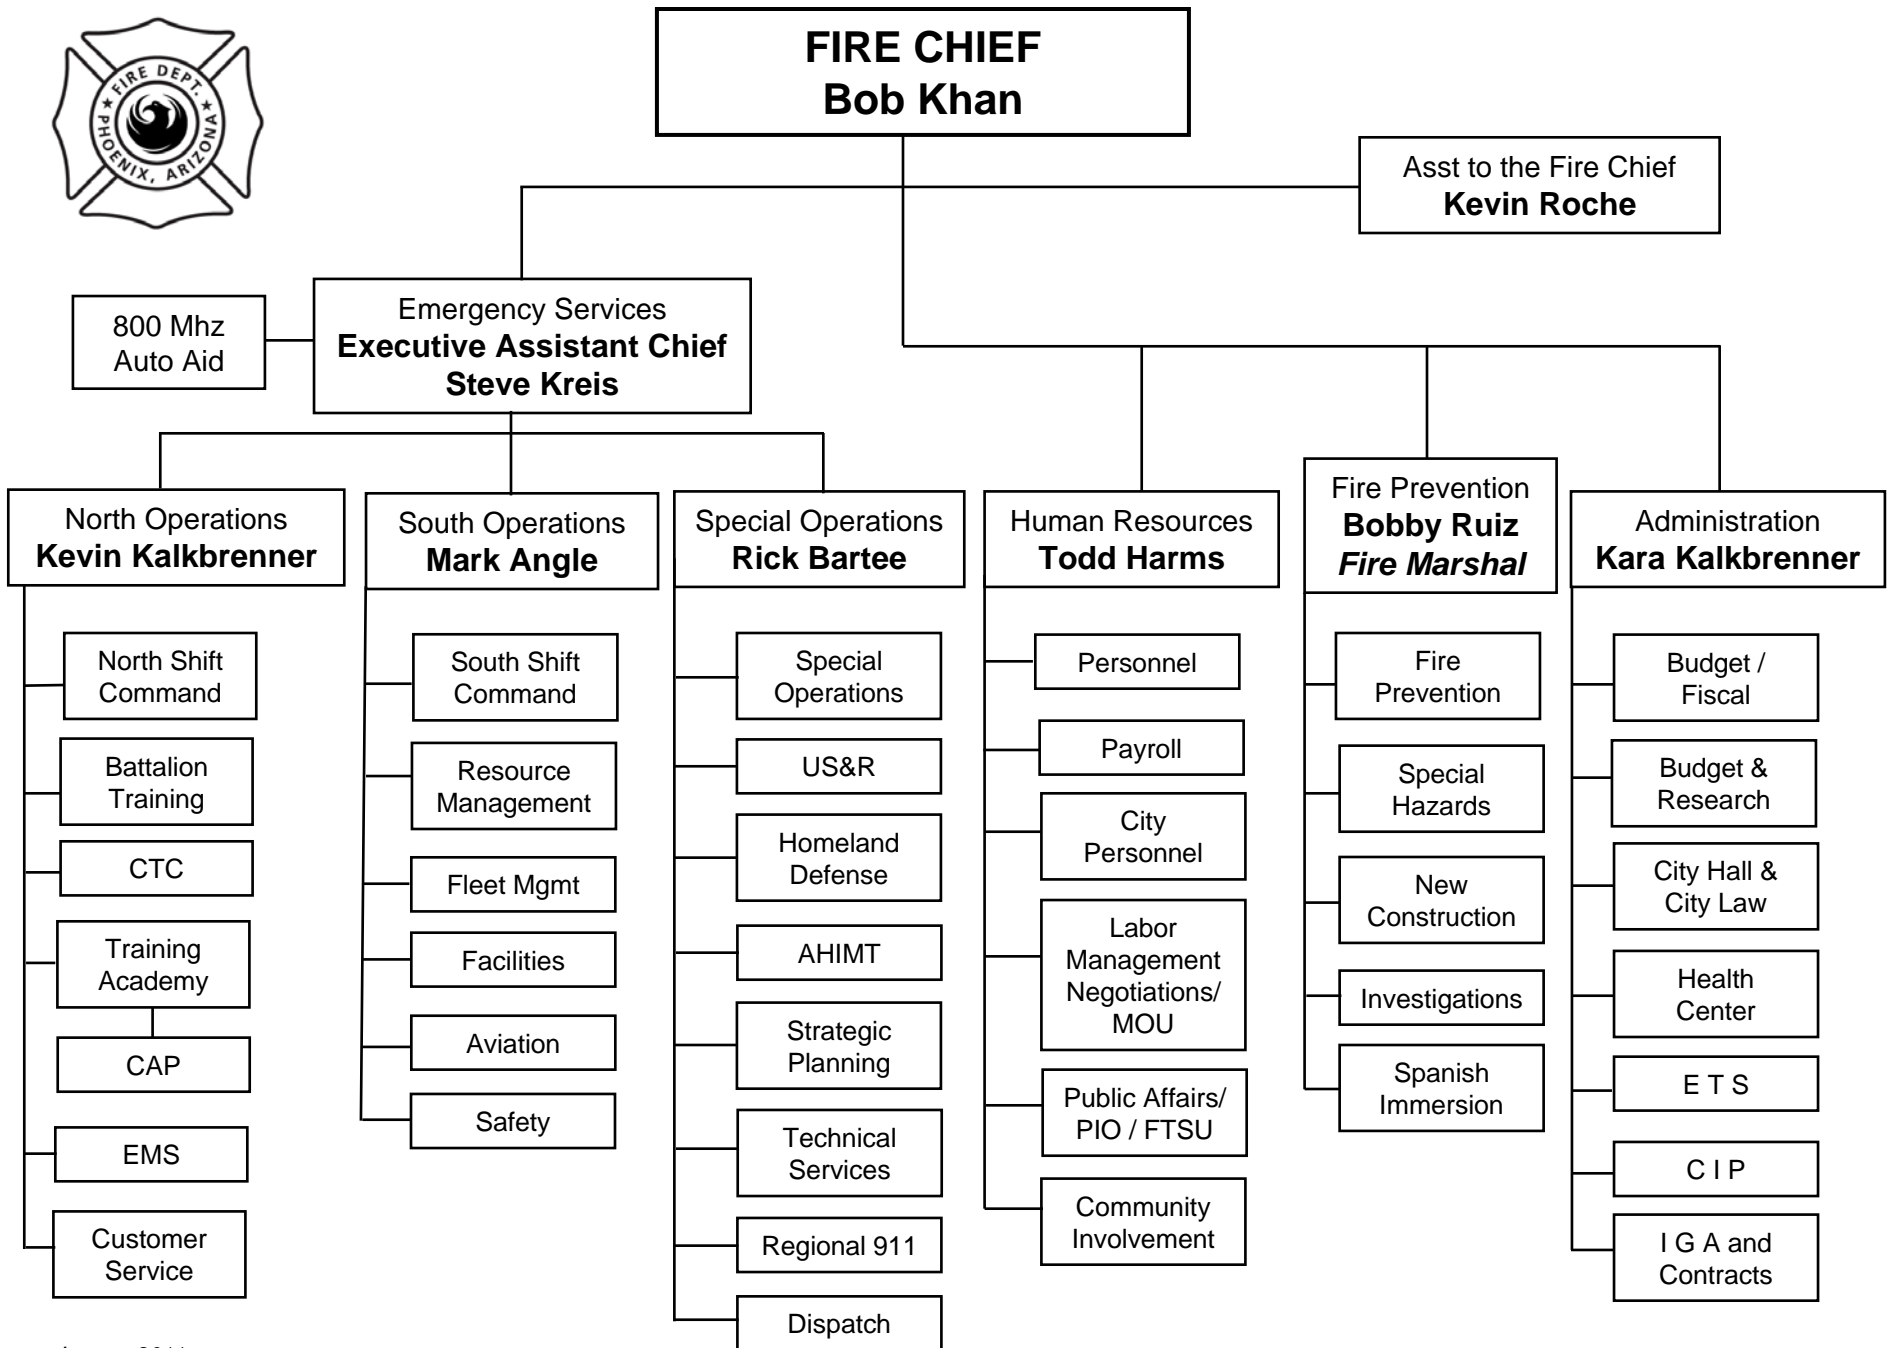 FIRE DEPT.
PHOENIX, ARIZONA
FIRE CHIEF
Bob Khan
Asst to the Fire Chief
Kevin Roche
800 Mhz
Auto Aid
Emergency Services
Executive Assistant Chief
Steve Kreis
North Operations
Kevin Kalkbrenner
South Operations
Mark Angle
Special Operations
Rick Bartee
Human Resources
Todd Harms
Fire Prevention
Bobby Ruiz
Fire Marshal
Administration
Kara Kalkbrenner
North Shift
Command
Battalion
Training
CTC
Training
Academy
CAP
EMS
Customer
Service
South Shift
Command
Resource
Management
Fleet Mgmt
Facilities
Aviation
Safety
Special
Operations
US&R
Homeland
Defense
AHIMT
Strategic
Planning
Technical
Services
Regional 911
Dispatch
Personnel
Payroll
City
Personnel
Labor
Management
Negotiations/
MOU
Public Affairs/
PIO / FTSU
Community
Involvement
Fire
Prevention
Special
Hazards
New
Construction
Investigations
Spanish
Immersion
Budget /
Fiscal
Budget &
Research
City Hall &
City Law
Health
Center
E T S
C I P
I G A and
Contracts